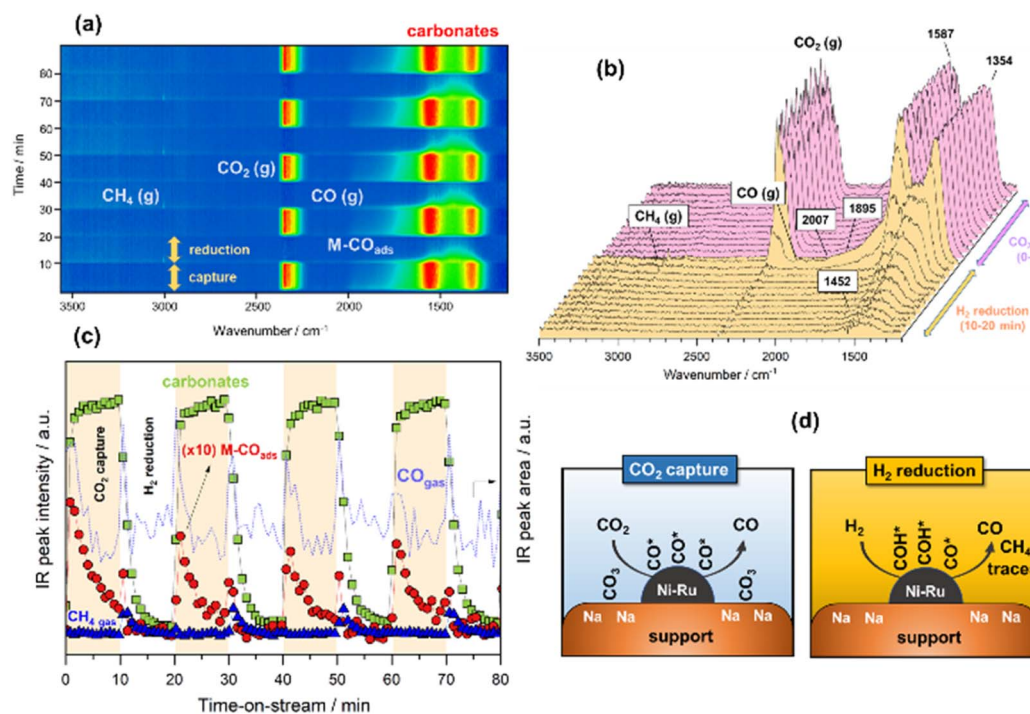 (a)
carbonates
Time / min
80
70
60
50
40
30
20
10
CO₂ (g)
CH₄ (g)
CO (g)
M-COads
reduction
capture
3500
3000
2500
2000
1500
Wavenumber / cm⁻¹
(b)
CO₂ (g)
1587
1354
CO (g)
CH₄ (g)
2007
1895
1452
CO₂
(0-
H₂ reduction
(10-20 min)
3500
3000
2500
2000
1500
Wavenumber / cm⁻¹
(c)
carbonates
IR peak intensity / a.u.
CO₂ capture
H₂ reduction
(x10) M-COads
COgas
CH₄ gas
IR peak area / a.u.
0 10 20 30 40 50 60 70 80
Time-on-stream / min
(d)
CO₂ capture
CO₂
CO
CO*
CO*
CO*
CO₃
CO₃
Ni-Ru
Na Na
Na
support
H₂ reduction
H₂
COH*
COH*
CO*
CO
CH₄
trace
Ni-Ru
Na Na
Na Na
support